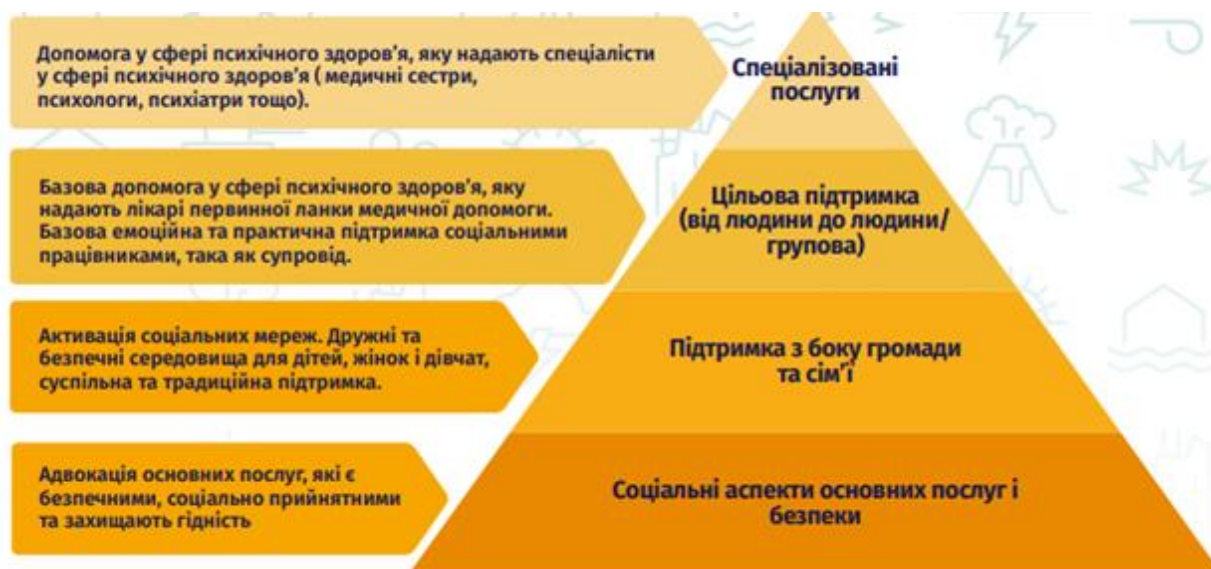 Допомога у сфері психічного здоров’я, яку надають спеціалісти
у сфері психічного здоров’я ( медичні сестри,
психологи, психіатри тощо).
Спеціалізовані
послуги
Базова допомога у сфері психічного здоров’я, яку
надають лікарі первинної ланки медичної допомоги.
Базова емоційна та практична підтримка соціальними
працівниками, така як супровід.
Цільова підтримка
(від людини до людини/
групова)
Активація соціальних мереж. Дружні та
безпечні середовища для дітей, жінок і дівчат,
суспільна та традиційна підтримка.
Підтримка з боку громади
та сім’ї
Адвокація основних послуг, які є
безпечними, соціально прийнятними
та захищають гідність
Соціальні аспекти основних послуг і
безпеки